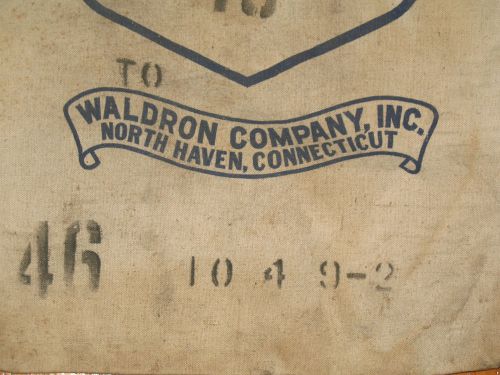 TO
WALDRON COMPANY, INC.
NORTH HAVEN, CONNECTICUT
46 10 4 9-2